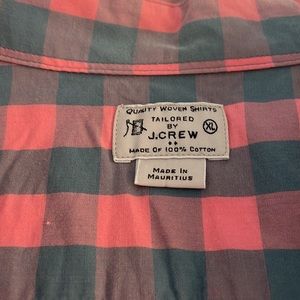 QUALITY WOVEN SHIRTS
TAILORED
BY
J.CREW
XL
MADE OF 100% COTTON
MADE IN
MAURITIUS